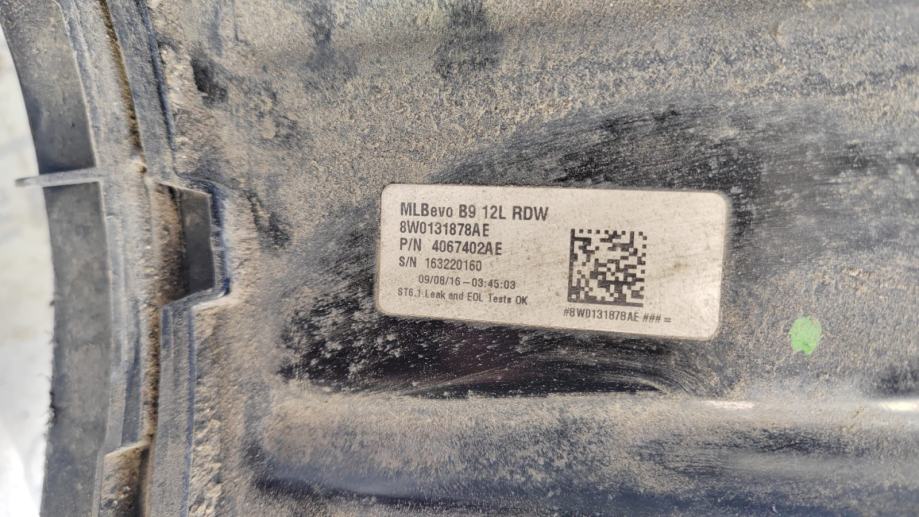 MLBevo B9 12L RDW
8W0131878AE
P/N 4067402AE
S/N 163220160
09/08/16-03:45:03
ST6.1 Leak and EOL Tests OK
#8W0131878AE ###=